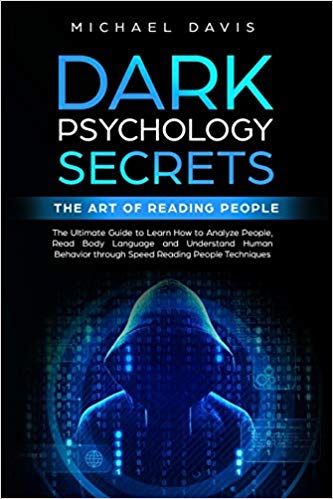 MICHAEL DAVIS
DARK
PSYCHOLOGY
SECRETS
THE ART OF READING PEOPLE
The Ultimate Guide to Learn How to Analyze People,
Read Body Language and Understand Human
Behavior through Speed Reading People Techniques